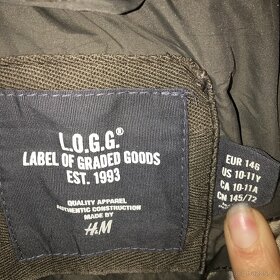 L.O.G.G.®
LABEL OF GRADED GOODS
EST. 1993
QUALITY APPAREL
AUTHENTIC CONSTRUCTION
MADE BY
H&M
EUR 146
US 10-11Y
CA 10-11A
CN 145/72